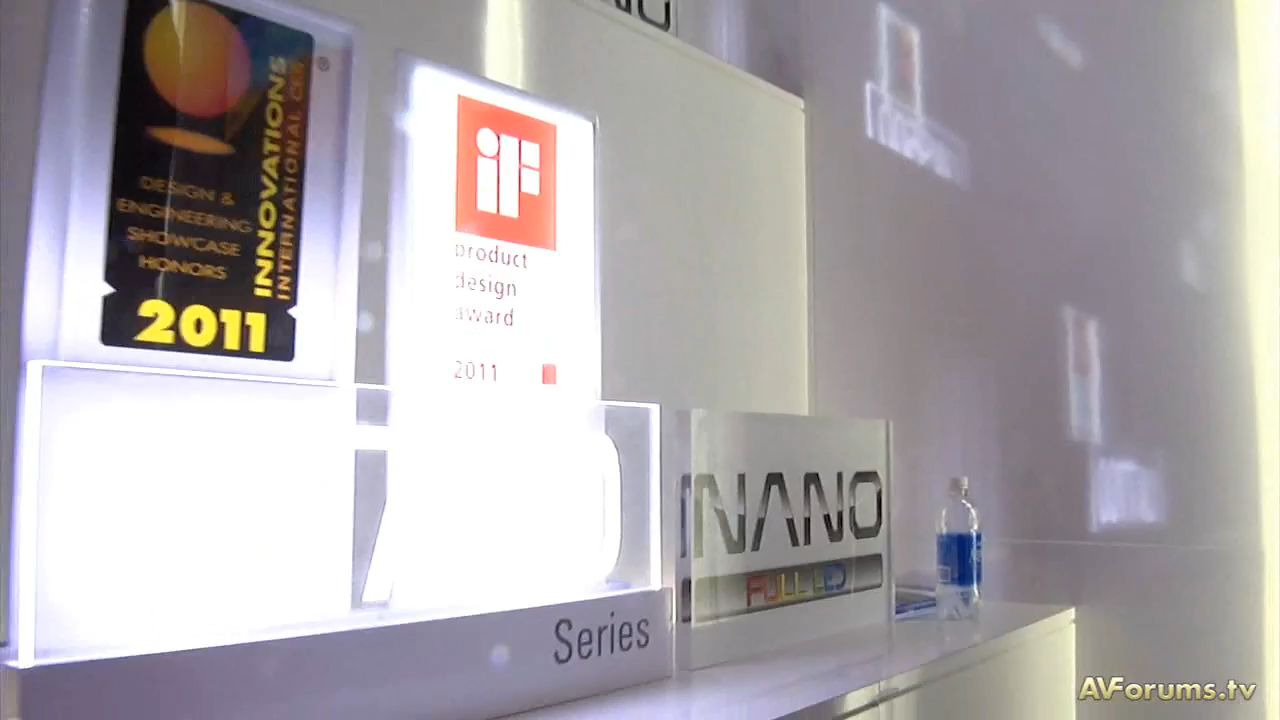 DESIGN &
ENGINEERING
SHOWCASE
HONORS
INNOVATIONS
INTERNATIONAL CES
®
2011
iF
product
design
award
2011
Series
NANO
FULL LED
AVForums.tv